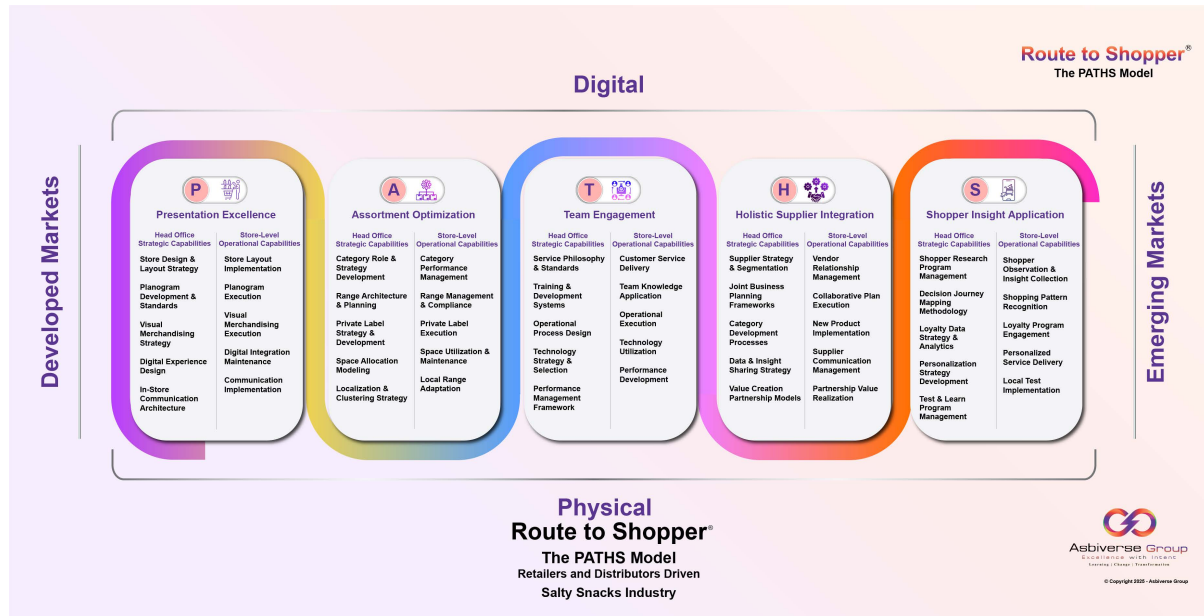 Route to Shopper®
The PATHS Model
Digital
Developed Markets
Emerging Markets
P
Presentation Excellence
Head Office
Strategic Capabilities
Store Design &
Layout Strategy
Planogram
Development &
Standards
Visual
Merchandising
Strategy
Digital Experience
Design
In-Store
Communication
Architecture
Store-Level
Operational Capabilities
Store Layout
Implementation
Planogram
Execution
Visual
Merchandising
Execution
Digital Integration
Maintenance
Communication
Implementation
A
Assortment Optimization
Head Office
Strategic Capabilities
Category Role &
Strategy
Development
Range Architecture
& Planning
Private Label
Strategy &
Development
Space Allocation
Modeling
Localization &
Clustering Strategy
Store-Level
Operational Capabilities
Category
Performance
Management
Range Management
& Compliance
Private Label
Execution
Space Utilization &
Maintenance
Local Range
Adaptation
T
Team Engagement
Head Office
Strategic Capabilities
Service Philosophy
& Standards
Training &
Development
Systems
Operational
Process Design
Technology
Strategy &
Selection
Performance
Management
Framework
Store-Level
Operational Capabilities
Customer Service
Delivery
Team Knowledge
Application
Operational
Execution
Technology
Utilization
Performance
Development
H
Holistic Supplier Integration
Head Office
Strategic Capabilities
Supplier Strategy
& Segmentation
Joint Business
Planning
Frameworks
Category
Development
Processes
Data & Insight
Sharing Strategy
Value Creation
Partnership Models
Store-Level
Operational Capabilities
Vendor
Relationship
Management
Collaborative Plan
Execution
New Product
Implementation
Supplier
Communication
Management
Partnership Value
Realization
S
Shopper Insight Application
Head Office
Strategic Capabilities
Shopper Research
Program
Management
Decision Journey
Mapping
Methodology
Loyalty Data
Strategy &
Analytics
Personalization
Strategy
Development
Test & Learn
Program
Management
Store-Level
Operational Capabilities
Shopper
Observation &
Insight Collection
Shopping Pattern
Recognition
Loyalty Program
Engagement
Personalized
Service Delivery
Local Test
Implementation
Physical
Route to Shopper®
The PATHS Model
Retailers and Distributors Driven
Salty Snacks Industry
Asbiverse Group
Excellence with Intent
Learning | Change | Transformation
© Copyright 2025 - Asbiverse Group